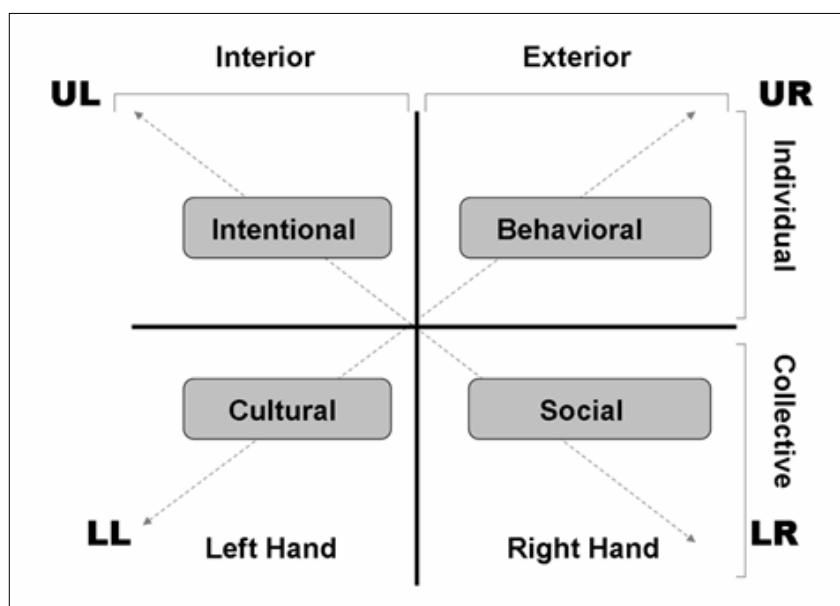 Interior
Exterior
UL
UR
Individual
Intentional
Behavioral
Collective
Cultural
Social
LL
Left Hand
Right Hand
LR